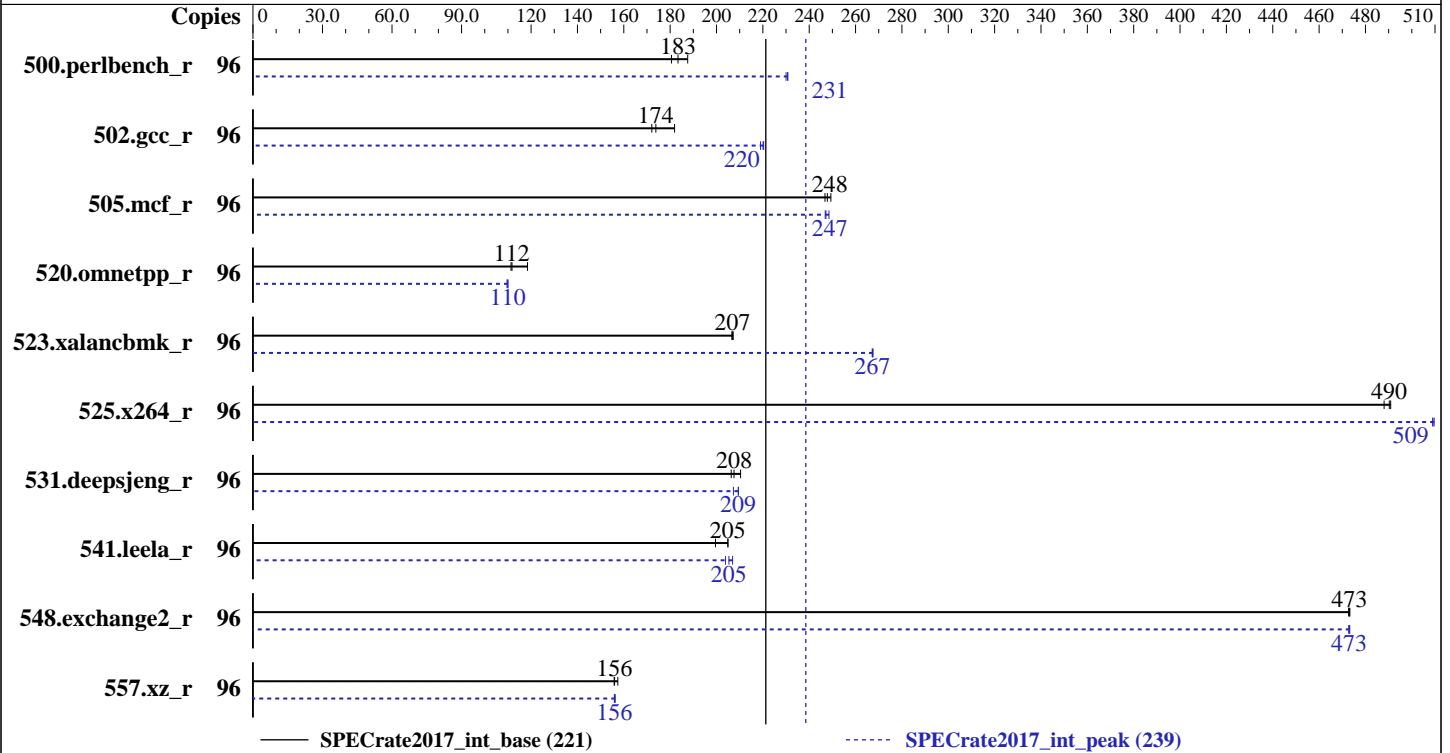 Copies 0 30.0 60.0 90.0 120 140 160 180 200 220 240 260 280 300 320 340 360 380 400 420 440 460 480 510
183
500.perlbench_r 96
231
174
502.gcc_r 96
220
248
505.mcf_r 96
247
112
520.omnetpp_r 96
110
207
523.xalancbmk_r 96
267
490
525.x264_r 96
509
208
531.deepsjeng_r 96
209
205
541.leela_r 96
205
473
548.exchange2_r 96
473
156
557.xz_r 96
156
SPECrate2017_int_base (221) SPECrate2017_int_peak (239)